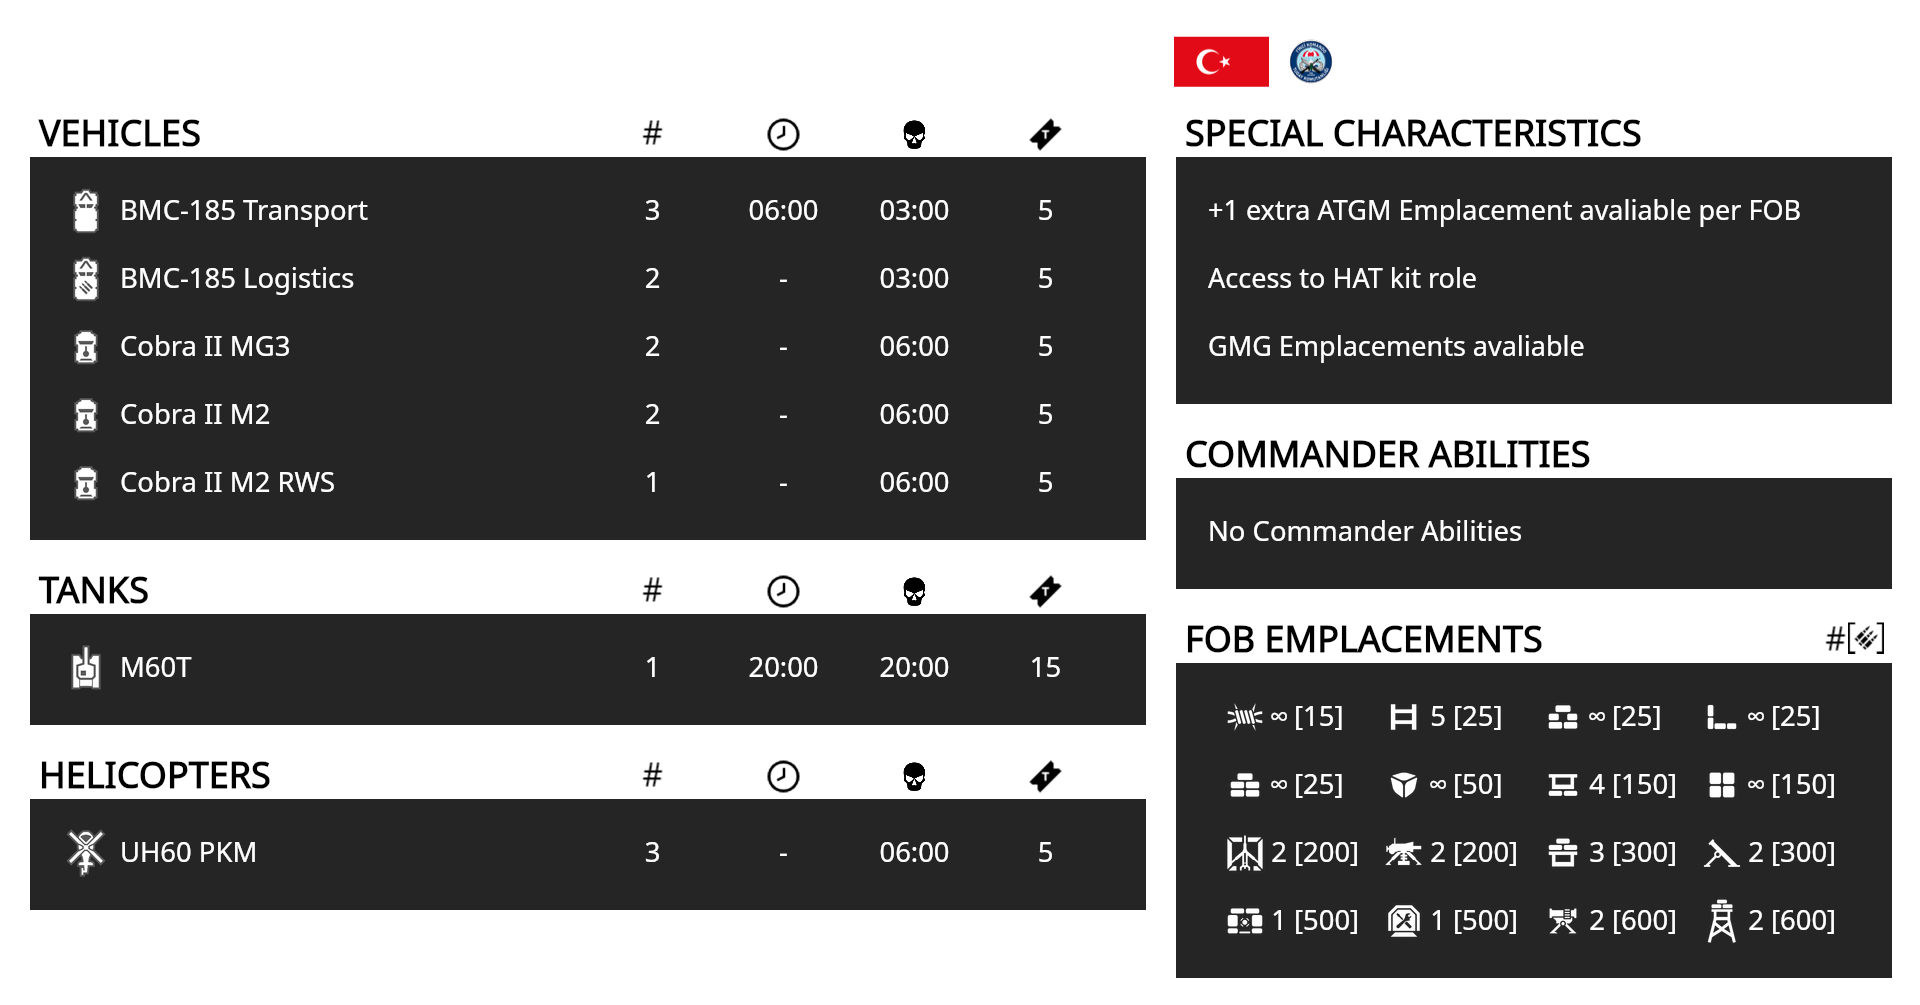 VEHICLES #
BMC-185 Transport 3 06:00 03:00 5
BMC-185 Logistics 2 - 03:00 5
Cobra II MG3 2 - 06:00 5
Cobra II M2 2 - 06:00 5
Cobra II M2 RWS 1 - 06:00 5
TANKS #
M60T 1 20:00 20:00 15
HELICOPTERS #
UH60 PKM 3 - 06:00 5
SPECIAL CHARACTERISTICS
+1 extra ATGM Emplacement avaliable per FOB
Access to HAT kit role
GMG Emplacements avaliable
COMMANDER ABILITIES
No Commander Abilities
FOB EMPLACEMENTS #[]
∞ [15] 5 [25] ∞ [25] ∞ [25]
∞ [25] ∞ [50] 4 [150] ∞ [150]
2 [200] 2 [200] 3 [300] 2 [300]
1 [500] 1 [500] 2 [600] 2 [600]